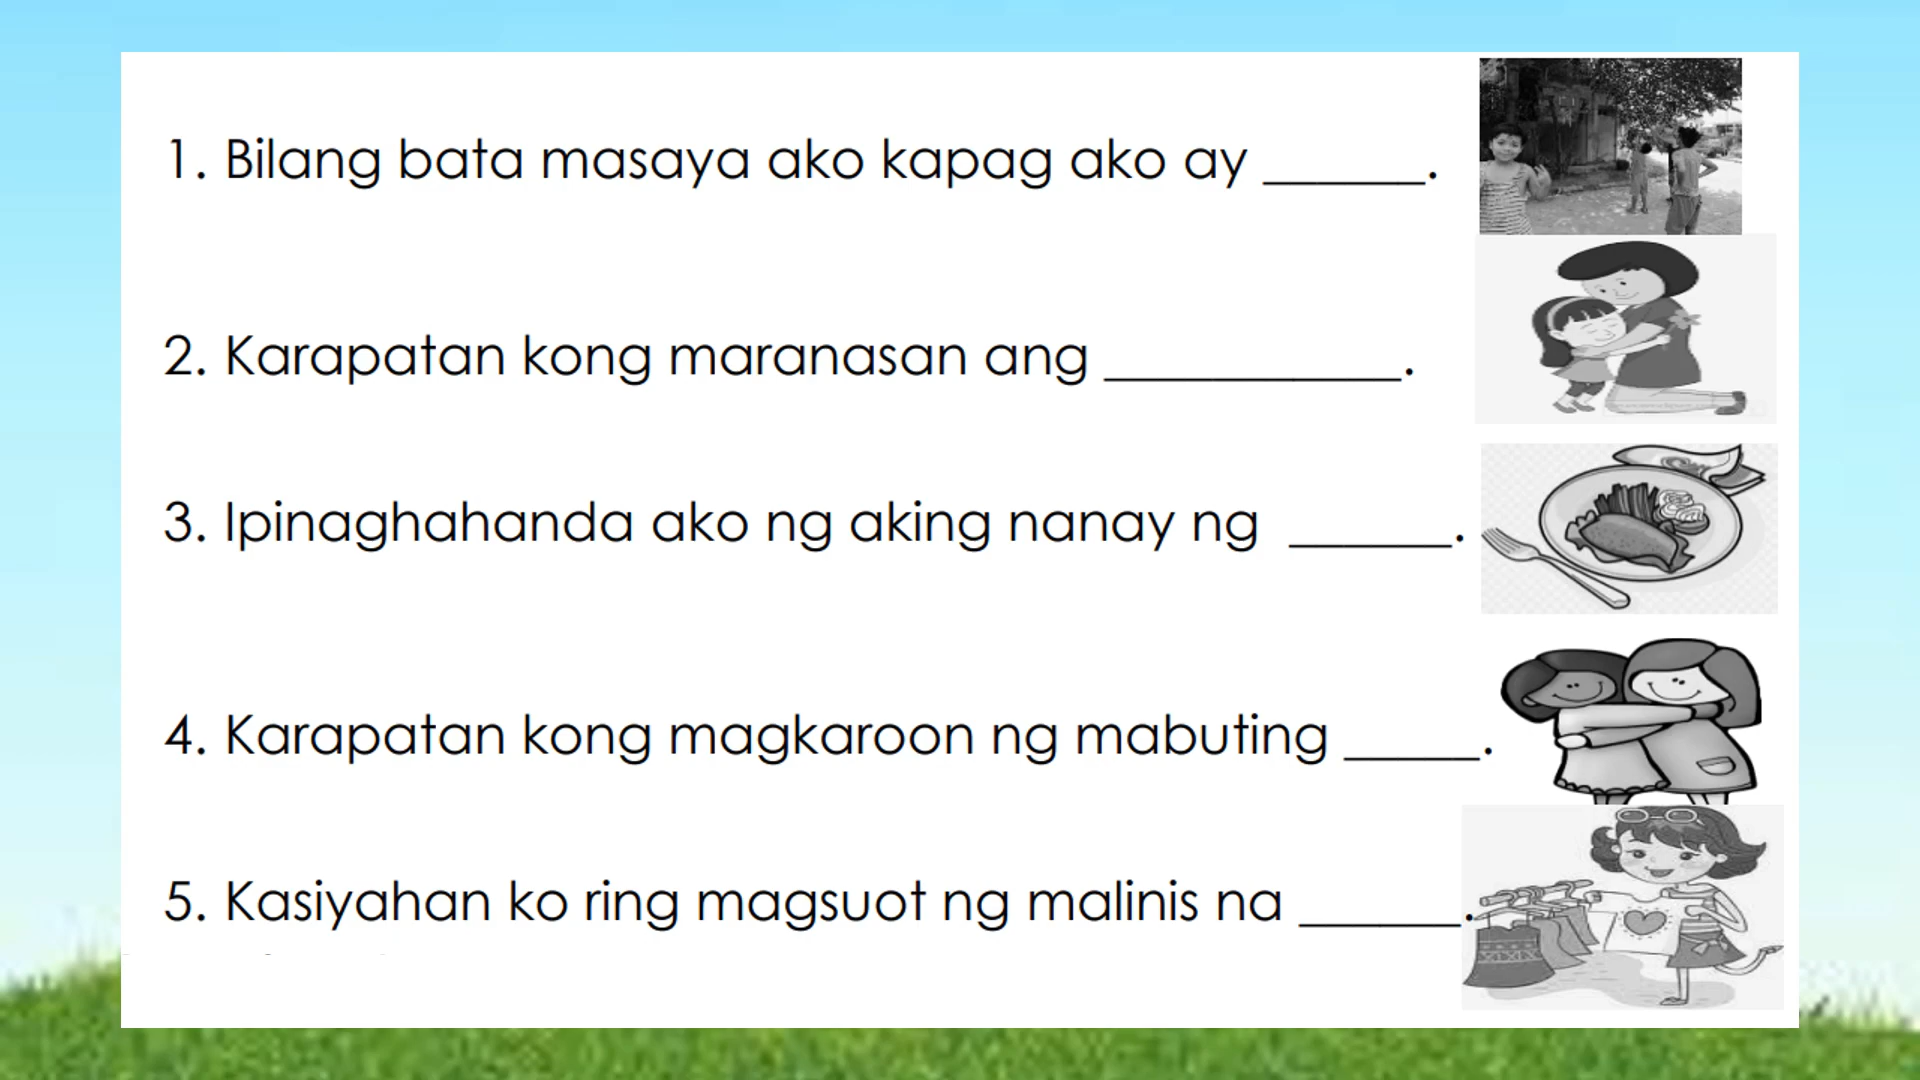 1. Bilang bata masaya ako kapag ako ay ______.
2. Karapatan kong maranasan ang ___________.
3. Ipinaghahanda ako ng aking nanay ng ______.
4. Karapatan kong magkaroon ng mabuting _____.
5. Kasiyahan ko ring magsuot ng malinis na ______.